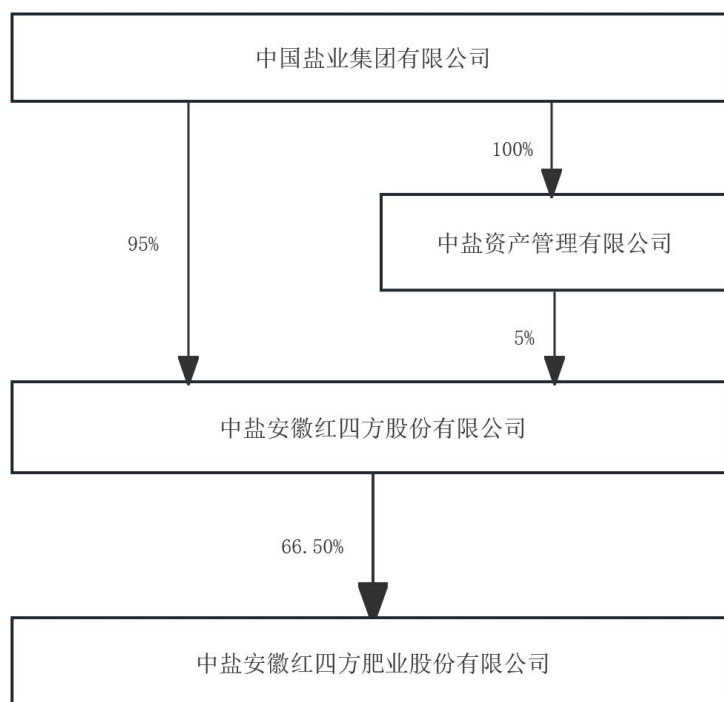 中国盐业集团有限公司
100%
中盐资产管理有限公司
95%
5%
中盐安徽红四方股份有限公司
66.50%
中盐安徽红四方肥业股份有限公司